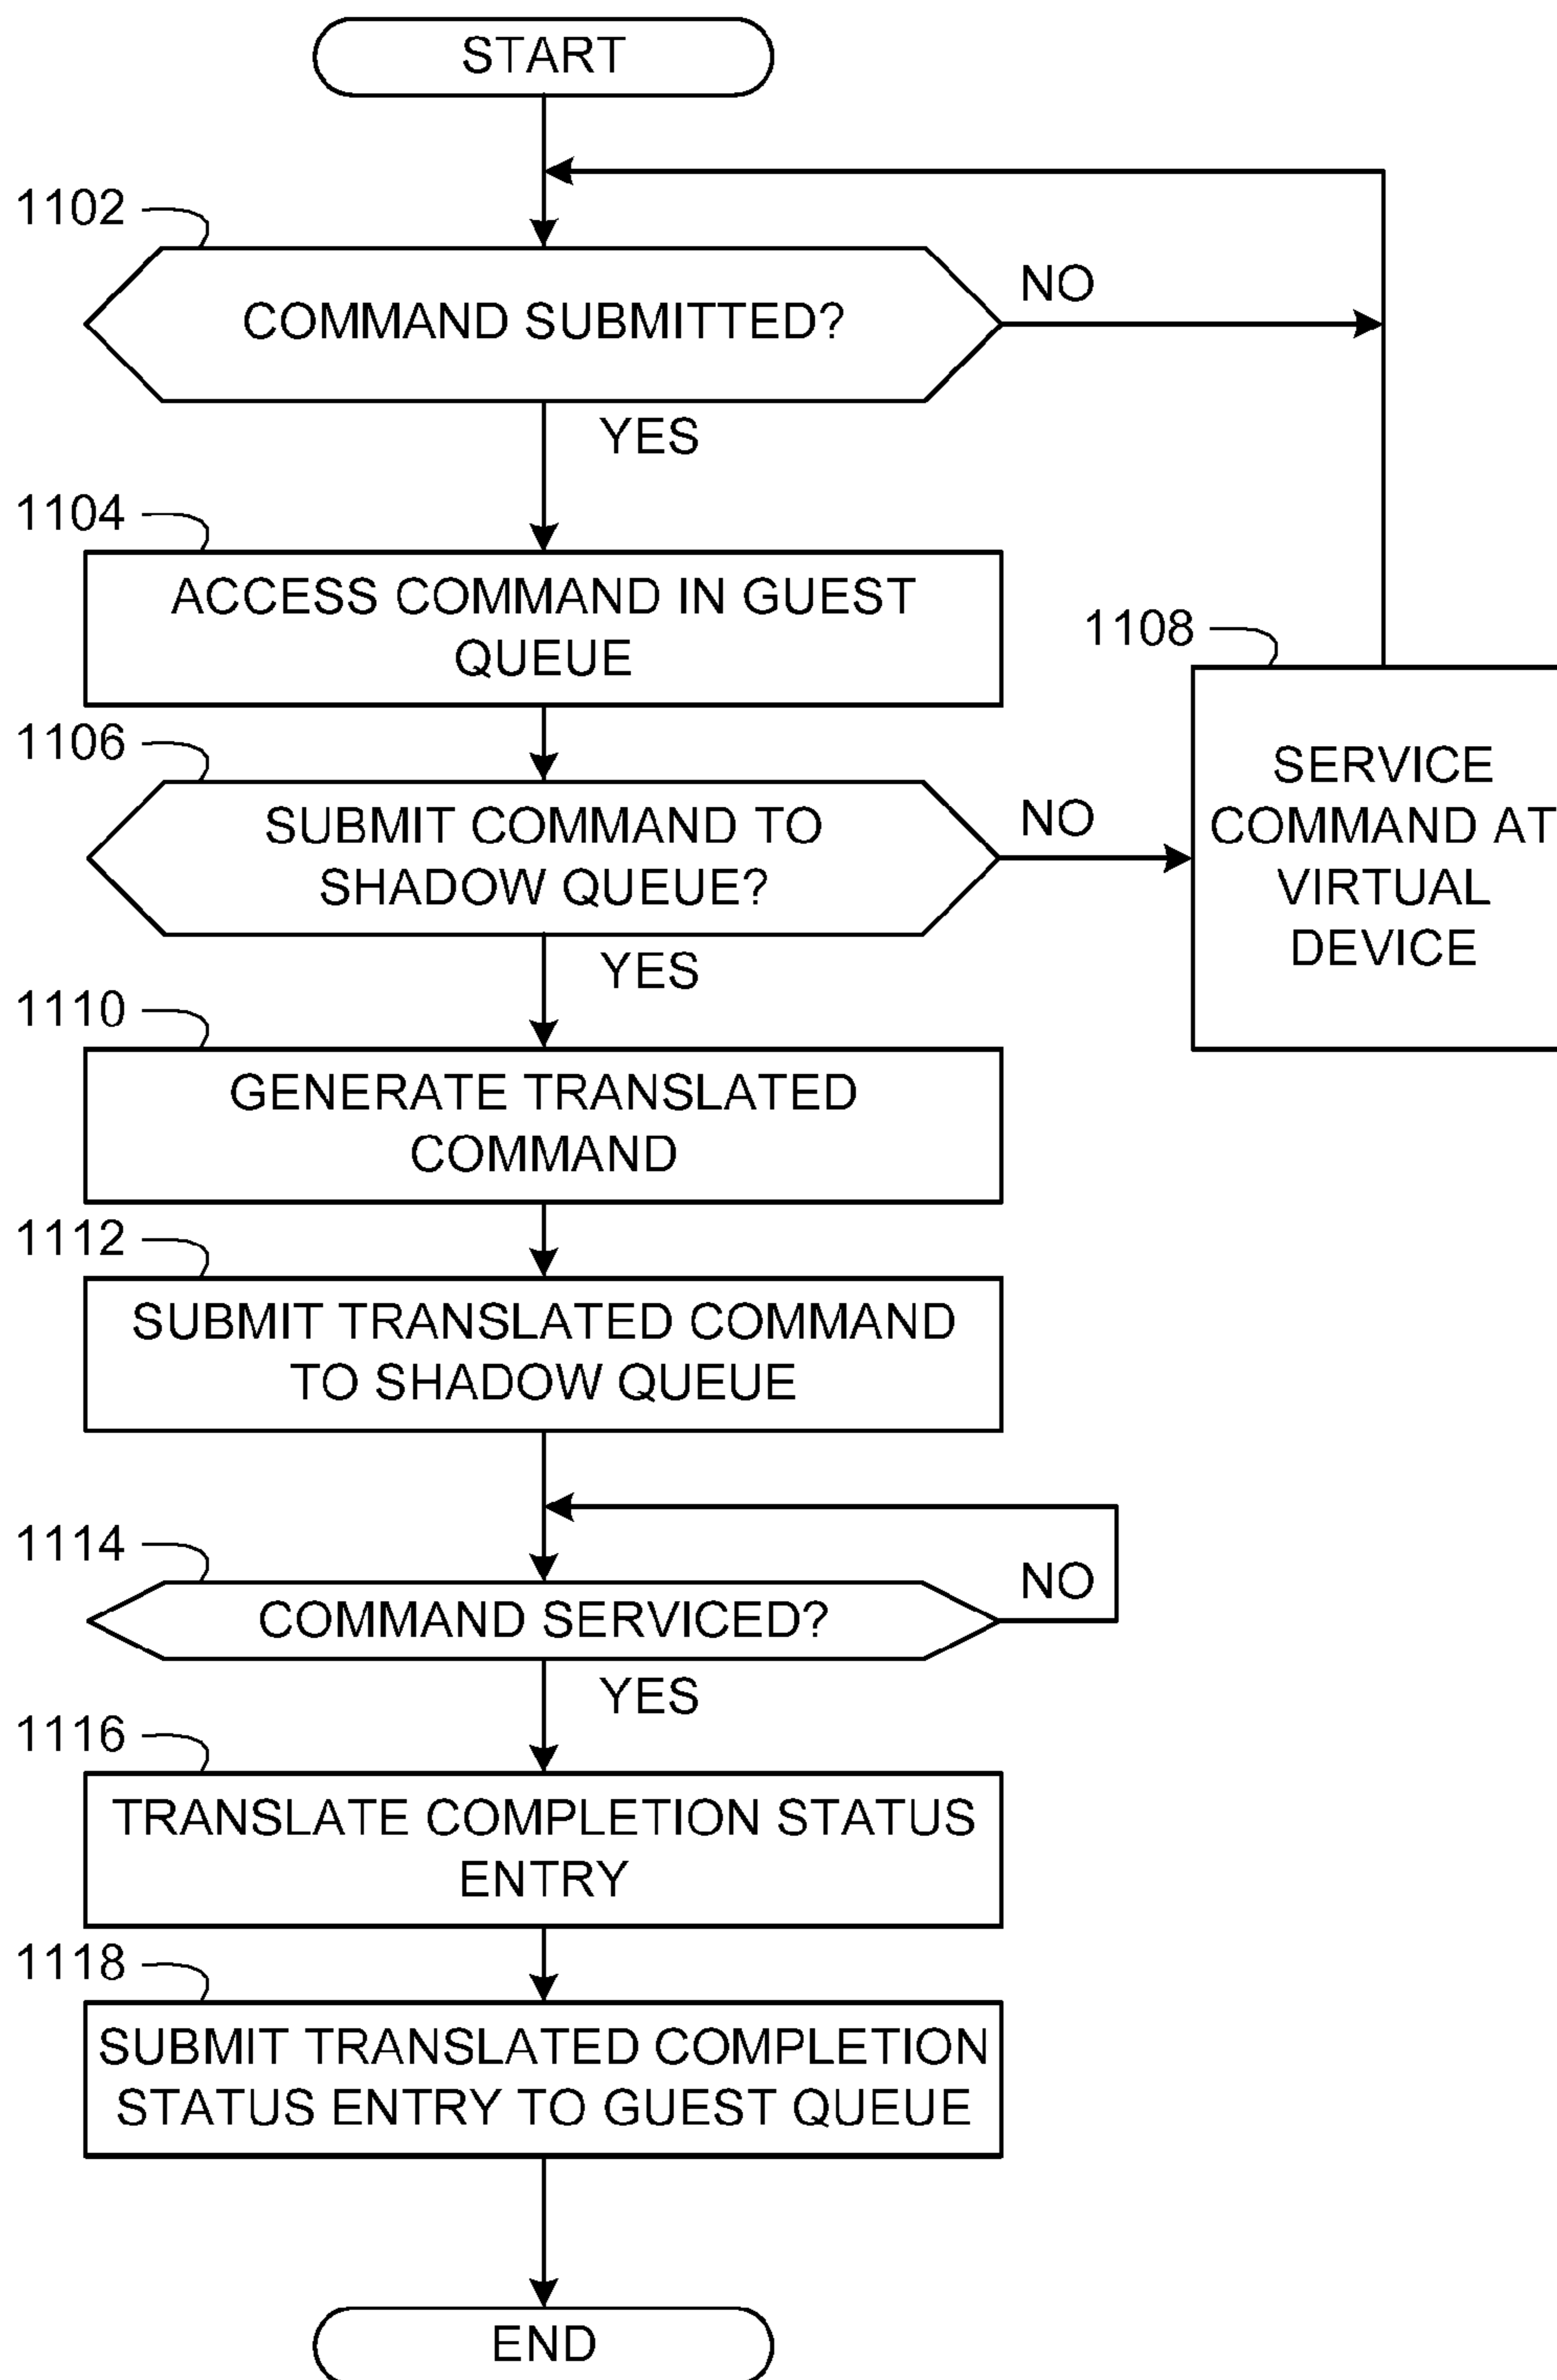 START
1102
COMMAND SUBMITTED?
NO
YES
1104
ACCESS COMMAND IN GUEST
QUEUE
1106
SUBMIT COMMAND TO
SHADOW QUEUE?
NO
1108
SERVICE
COMMAND AT
VIRTUAL
DEVICE
YES
1110
GENERATE TRANSLATED
COMMAND
1112
SUBMIT TRANSLATED COMMAND
TO SHADOW QUEUE
1114
COMMAND SERVICED?
NO
YES
1116
TRANSLATE COMPLETION STATUS
ENTRY
1118
SUBMIT TRANSLATED COMPLETION
STATUS ENTRY TO GUEST QUEUE
END